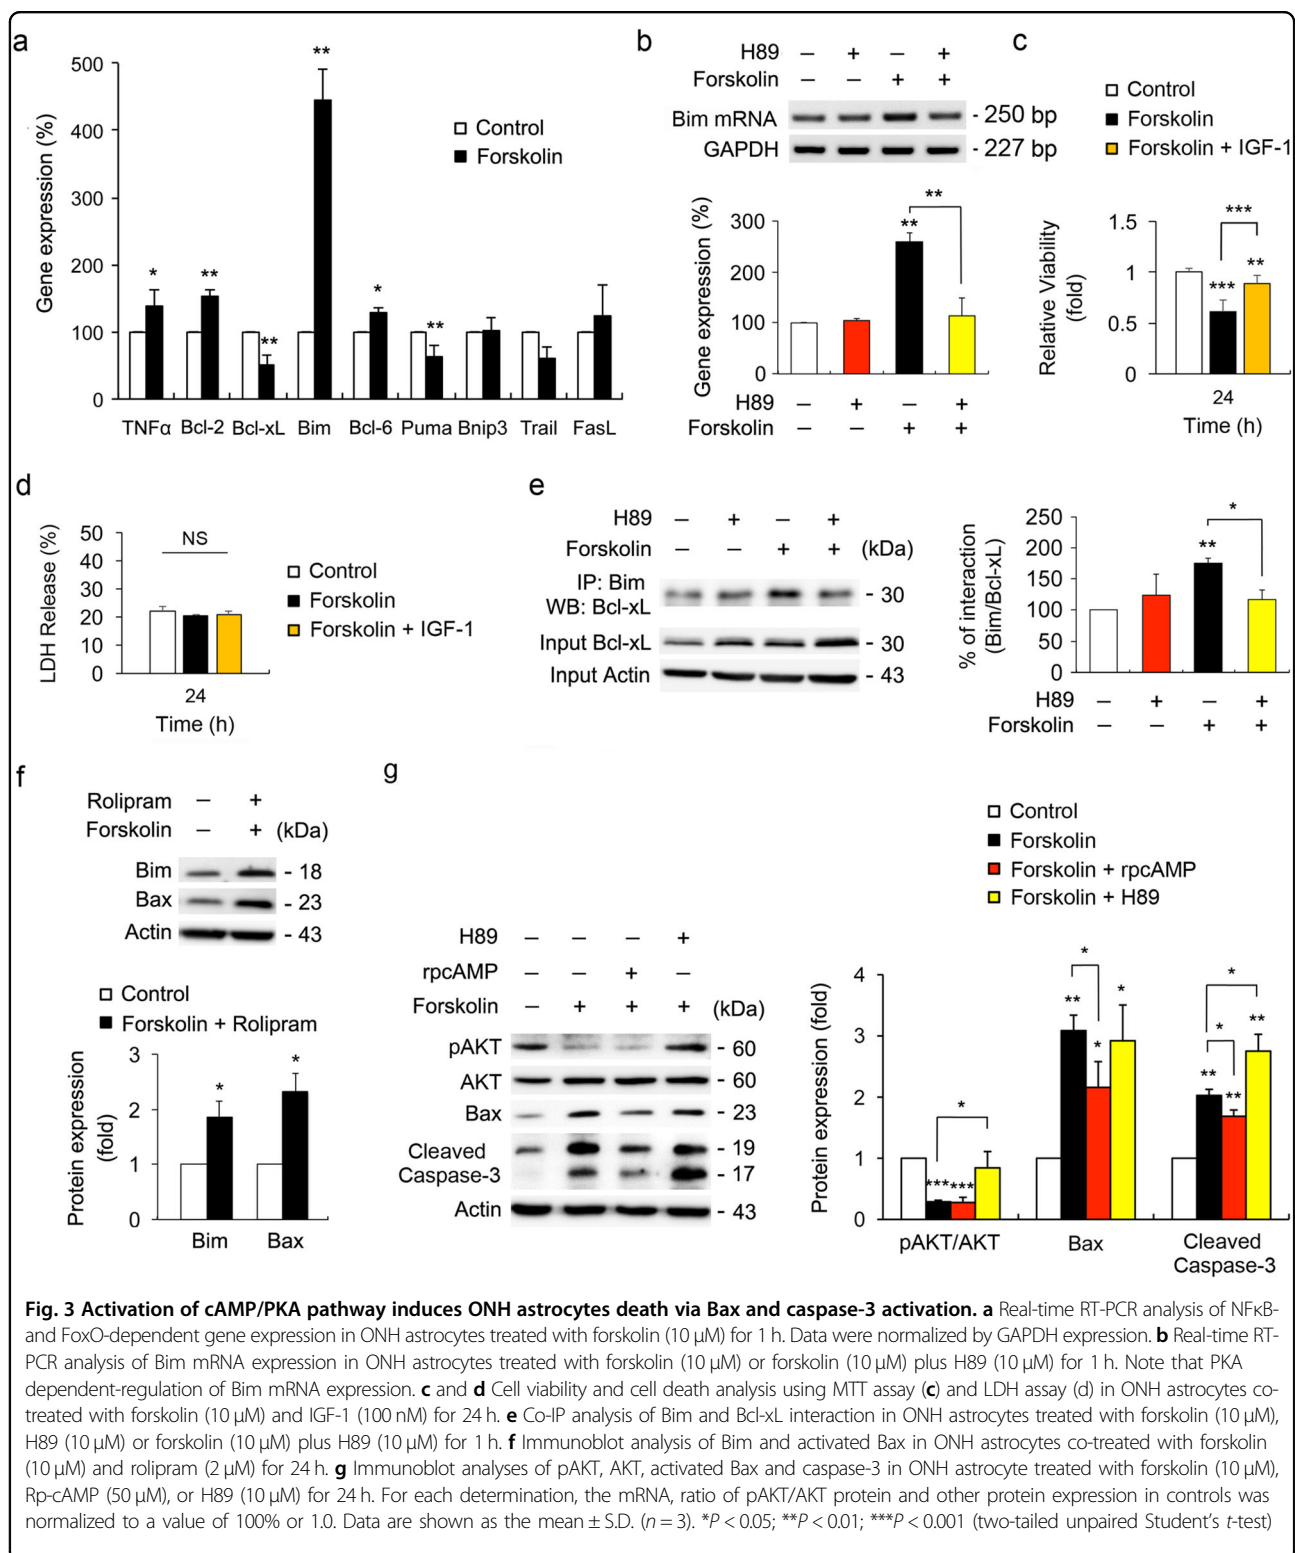 a
500
400
300
200
100
0
Gene expression (%)
**
*
**
**
*
**
Control
Forskolin
TNFα Bcl-2 Bcl-xL Bim Bcl-6 Puma Bnip3 Trail FasL
b
H89 – + – +
Forskolin – – + +
Bim mRNA - 250 bp
GAPDH - 227 bp
Gene expression (%)
300
200
100
0
**
**
H89 – + – +
Forskolin – – + +
c
Control
Forskolin
Forskolin + IGF-1
Relative Viability
(fold)
1.5
1
0.5
0
***
***
**
24
Time (h)
d
LDH Release (%)
50
40
30
20
10
0
NS
Control
Forskolin
Forskolin + IGF-1
24
Time (h)
e
H89 – + – +
Forskolin – – + + (kDa)
IP: Bim
WB: Bcl-xL - 30
Input Bcl-xL - 30
Input Actin - 43
% of interaction
(Bim/Bcl-xL)
250
200
150
100
50
0
*
**
H89 – + – +
Forskolin – – + +
f
Rolipram – +
Forskolin – + (kDa)
Bim - 18
Bax - 23
Actin - 43
Control
Forskolin + Rolipram
Protein expression
(fold)
3
2
1
0
*
*
Bim Bax
g
H89 – – – +
rpcAMP – – + –
Forskolin – + + + (kDa)
pAKT - 60
AKT - 60
Bax - 23
Cleaved - 19
Caspase-3 - 17
Actin - 43
Control
Forskolin
Forskolin + rpcAMP
Forskolin + H89
Protein expression (fold)
4
3
2
1
0
*
*** ***
*
**
*
*
*
*
**
**
**
pAKT/AKT Bax Cleaved
Caspase-3
Fig. 3 Activation of cAMP/PKA pathway induces ONH astrocytes death via Bax and caspase-3 activation. a Real-time RT-PCR analysis of NFκB-
and FoxO-dependent gene expression in ONH astrocytes treated with forskolin (10 μM) for 1 h. Data were normalized by GAPDH expression. b Real-time RT-
PCR analysis of Bim mRNA expression in ONH astrocytes treated with forskolin (10 μM) or forskolin (10 μM) plus H89 (10 μM) for 1 h. Note that PKA
dependent-regulation of Bim mRNA expression. c and d Cell viability and cell death analysis using MTT assay (c) and LDH assay (d) in ONH astrocytes co-
treated with forskolin (10 μM) and IGF-1 (100 nM) for 24 h. e Co-IP analysis of Bim and Bcl-xL interaction in ONH astrocytes treated with forskolin (10 μM),
H89 (10 μM) or forskolin (10 μM) plus H89 (10 μM) for 1 h. f Immunoblot analysis of Bim and activated Bax in ONH astrocytes co-treated with forskolin
(10 μM) and rolipram (2 μM) for 24 h. g Immunoblot analyses of pAKT, AKT, activated Bax and caspase-3 in ONH astrocyte treated with forskolin (10 μM),
Rp-cAMP (50 μM), or H89 (10 μM) for 24 h. For each determination, the mRNA, ratio of pAKT/AKT protein and other protein expression in controls was
normalized to a value of 100% or 1.0. Data are shown as the mean ± S.D. (n = 3). *P < 0.05; **P < 0.01; ***P < 0.001 (two-tailed unpaired Student's t-test)